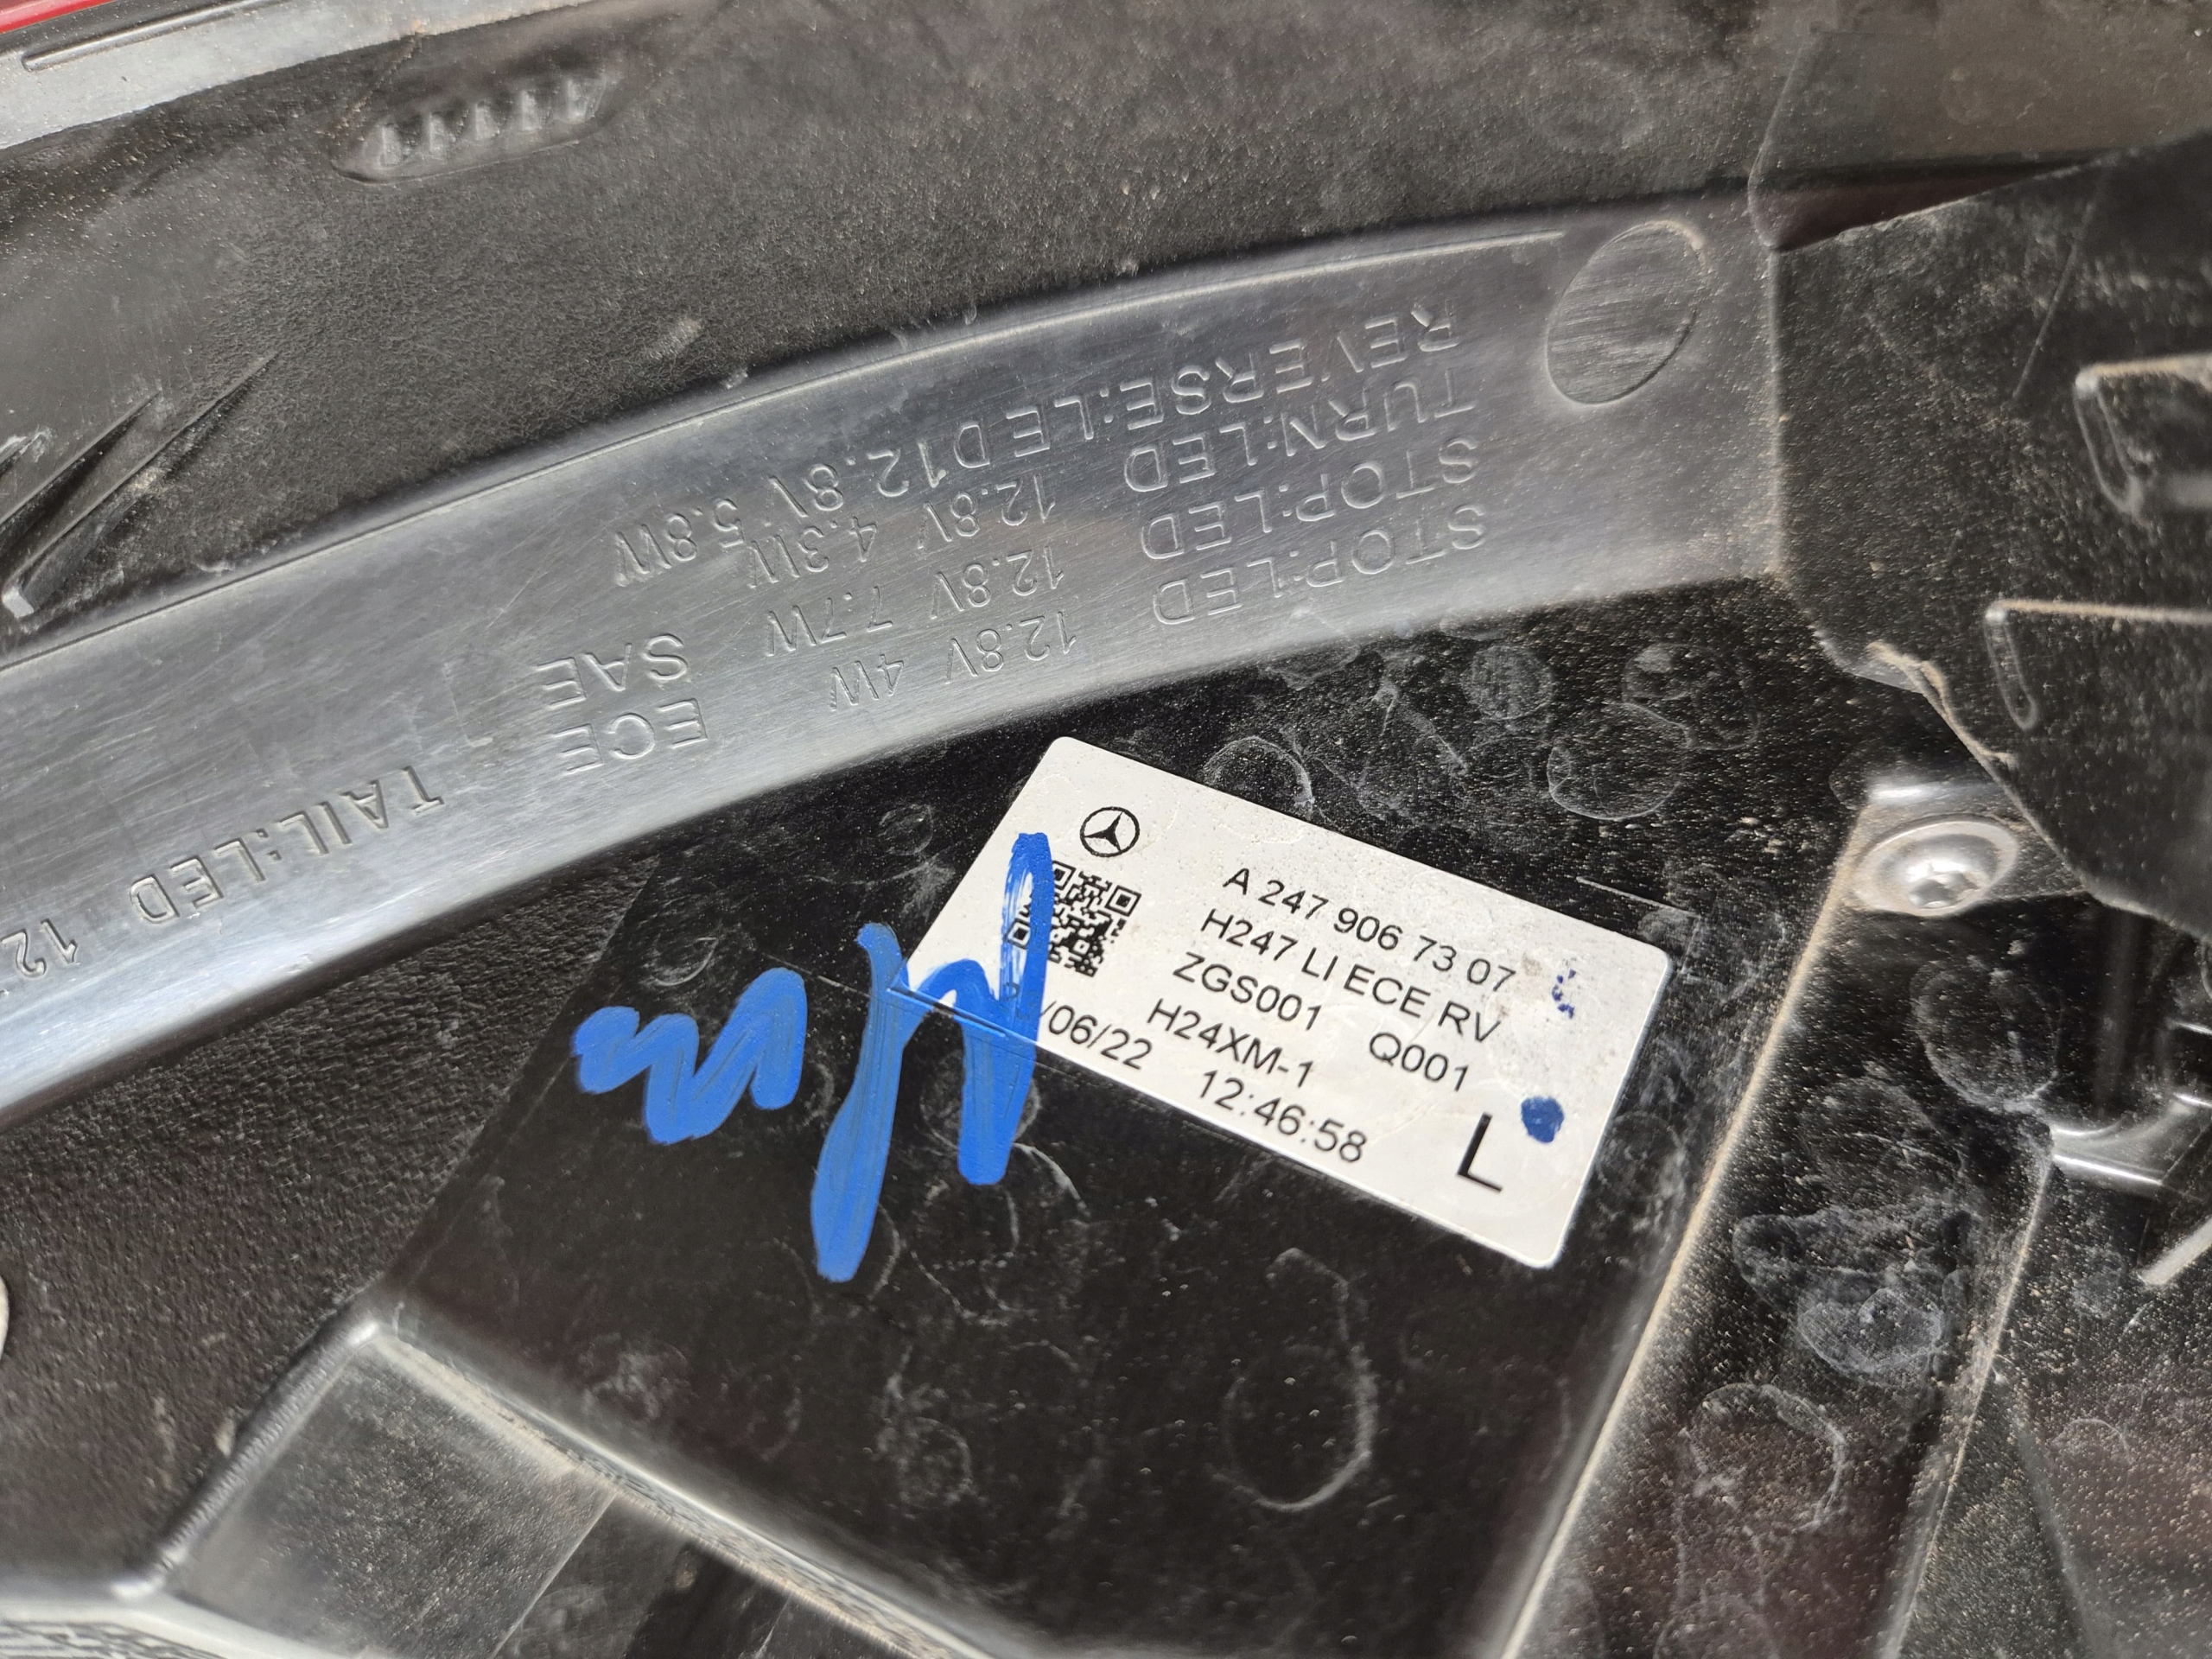 A 247 906 73 07
H247 LI ECE RV
ZGS001 Q001
H24XM-1
/06/22 12:46:58
L
TAIL:LED 12
ECE STOP:LED 12.8V 4W
SAE STOP:LED 12.8V 7.7W
TURN:LED 12.8V 4.3W
REVERSE:LED12.8V 5.8W